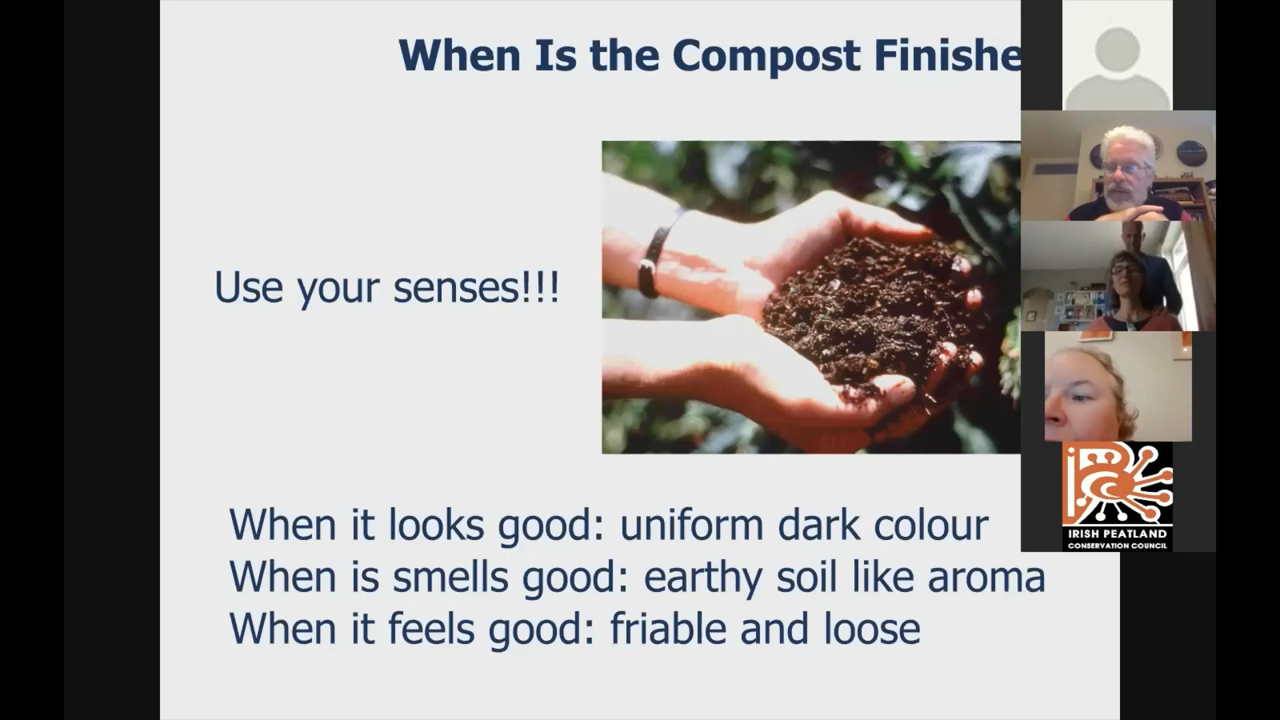 When Is the Compost Finishe
Use your senses!!!
When it looks good: uniform dark colour
When is smells good: earthy soil like aroma
When it feels good: friable and loose
IRISH PEATLAND
CONSERVATION COUNCIL